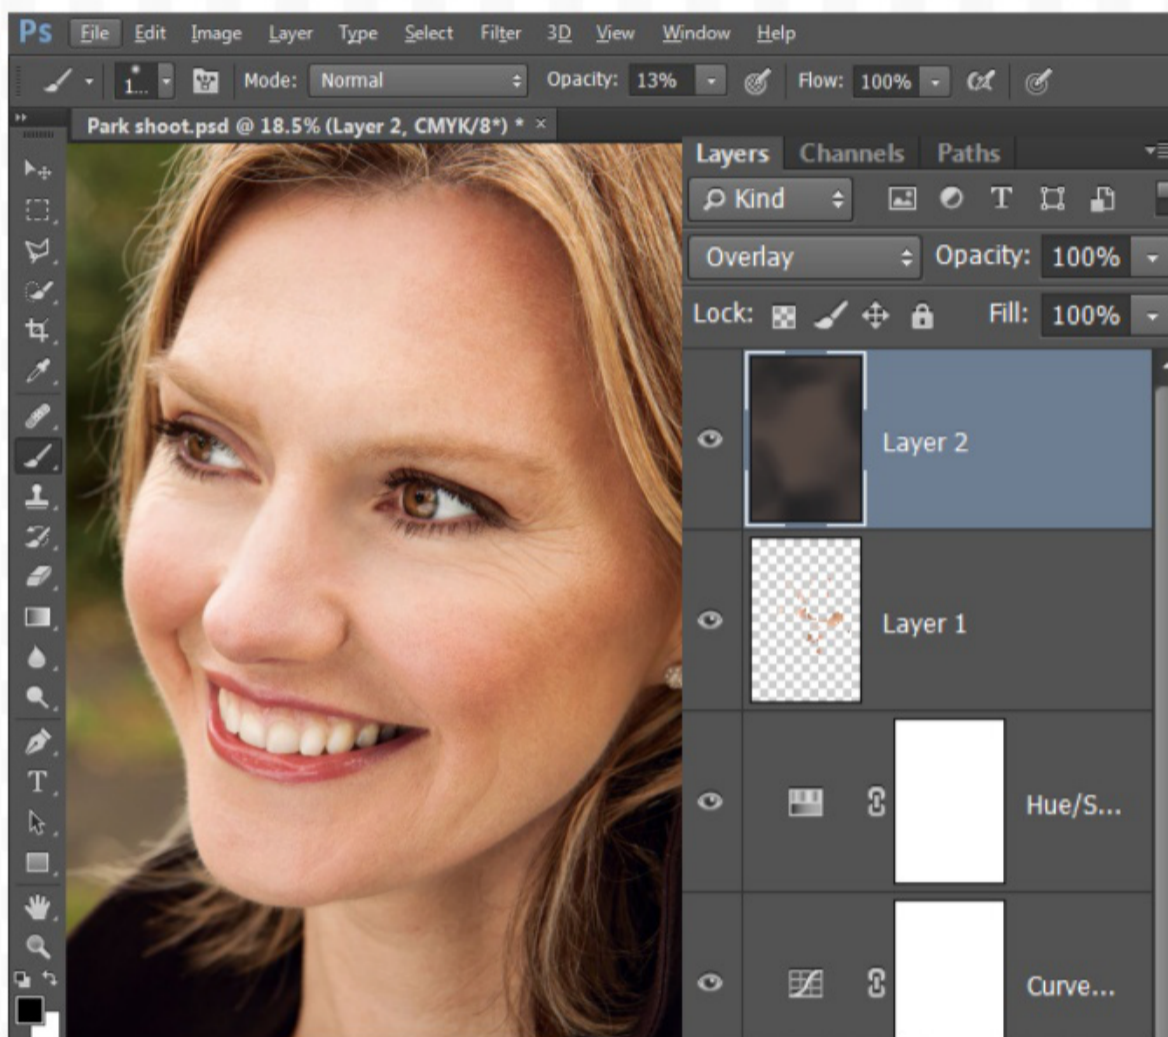 Ps File Edit Image Layer Type Select Filter 3D View Window Help
1... Mode: Normal Opacity: 13% Flow: 100%
Park shoot.psd @ 18.5% (Layer 2, CMYK/8*) * ×
Layers Channels Paths
Kind T
Overlay Opacity: 100%
Lock: Fill: 100%
Layer 2
Layer 1
Hue/S...
Curve...
T